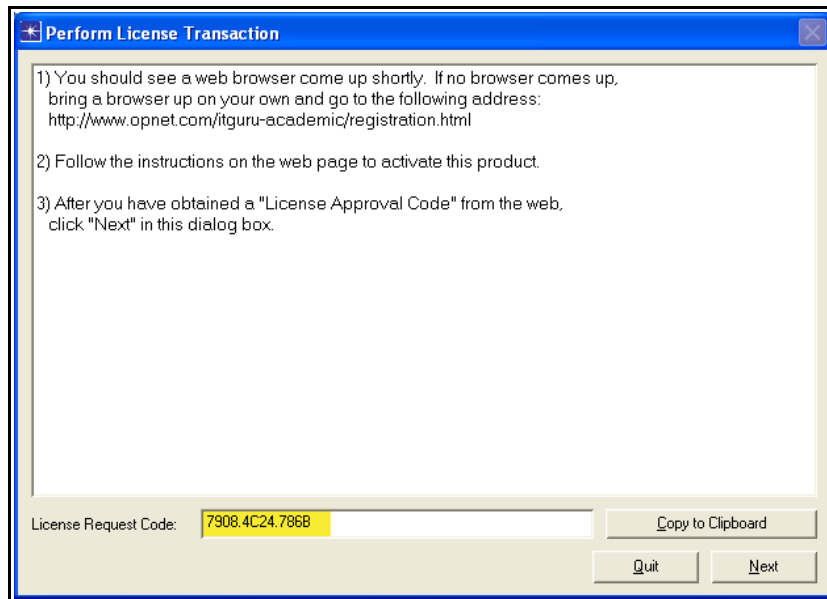 Perform License Transaction
1) You should see a web browser come up shortly. If no browser comes up,
bring a browser up on your own and go to the following address:
http://www.opnet.com/itguru-academic/registration.html
2) Follow the instructions on the web page to activate this product.
3) After you have obtained a "License Approval Code" from the web,
click "Next" in this dialog box.
License Request Code: 7908.4C24.786B Copy to Clipboard
Quit Next